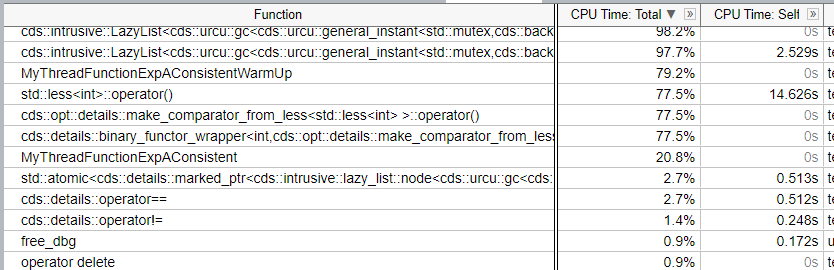 Function CPU Time: Total ▼ » CPU Time: Self »
cds::intrusive::LazyList<cds::urcu::gc<cds::urcu::general_instant<std::mutex,cds::back 98.2% 0s te
cds::intrusive::LazyList<cds::urcu::gc<cds::urcu::general_instant<std::mutex,cds::back 97.7% 2.529s te
MyThreadFunctionExpAConsistentWarmUp 79.2% 0s te
std::less<int>::operator() 77.5% 14.626s te
cds::opt::details::make_comparator_from_less<std::less<int> >::operator() 77.5% 0s te
cds::details::binary_functor_wrapper<int,cds::opt::details::make_comparator_from_less 77.5% 0s te
MyThreadFunctionExpAConsistent 20.8% 0s te
std::atomic<cds::details::marked_ptr<cds::intrusive::lazy_list::node<cds::urcu::gc<cds: 2.7% 0.513s te
cds::details::operator== 2.7% 0.512s te
cds::details::operator!= 1.4% 0.248s te
free_dbg 0.9% 0.172s u
operator delete 0.9% 0s te